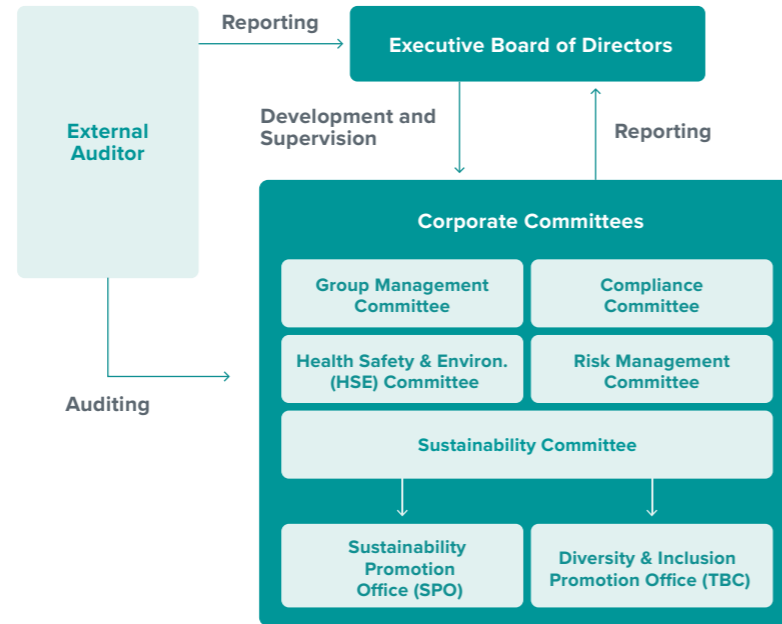 Reporting
Executive Board of Directors
External
Auditor
Development and
Supervision
Reporting
Corporate Committees
Group Management
Committee
Compliance
Committee
Health Safety & Environ.
(HSE) Committee
Risk Management
Committee
Auditing
Sustainability Committee
Sustainability
Promotion
Office (SPO)
Diversity & Inclusion
Promotion Office (TBC)